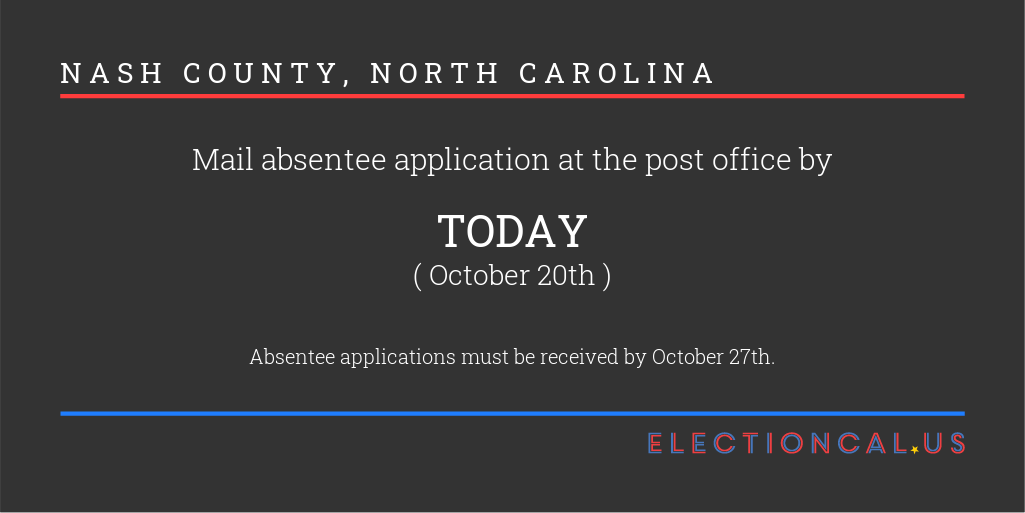 NASH COUNTY, NORTH CAROLINA
Mail absentee application at the post office by
TODAY
( October 20th )
Absentee applications must be received by October 27th.
ELECTIONCAL★US